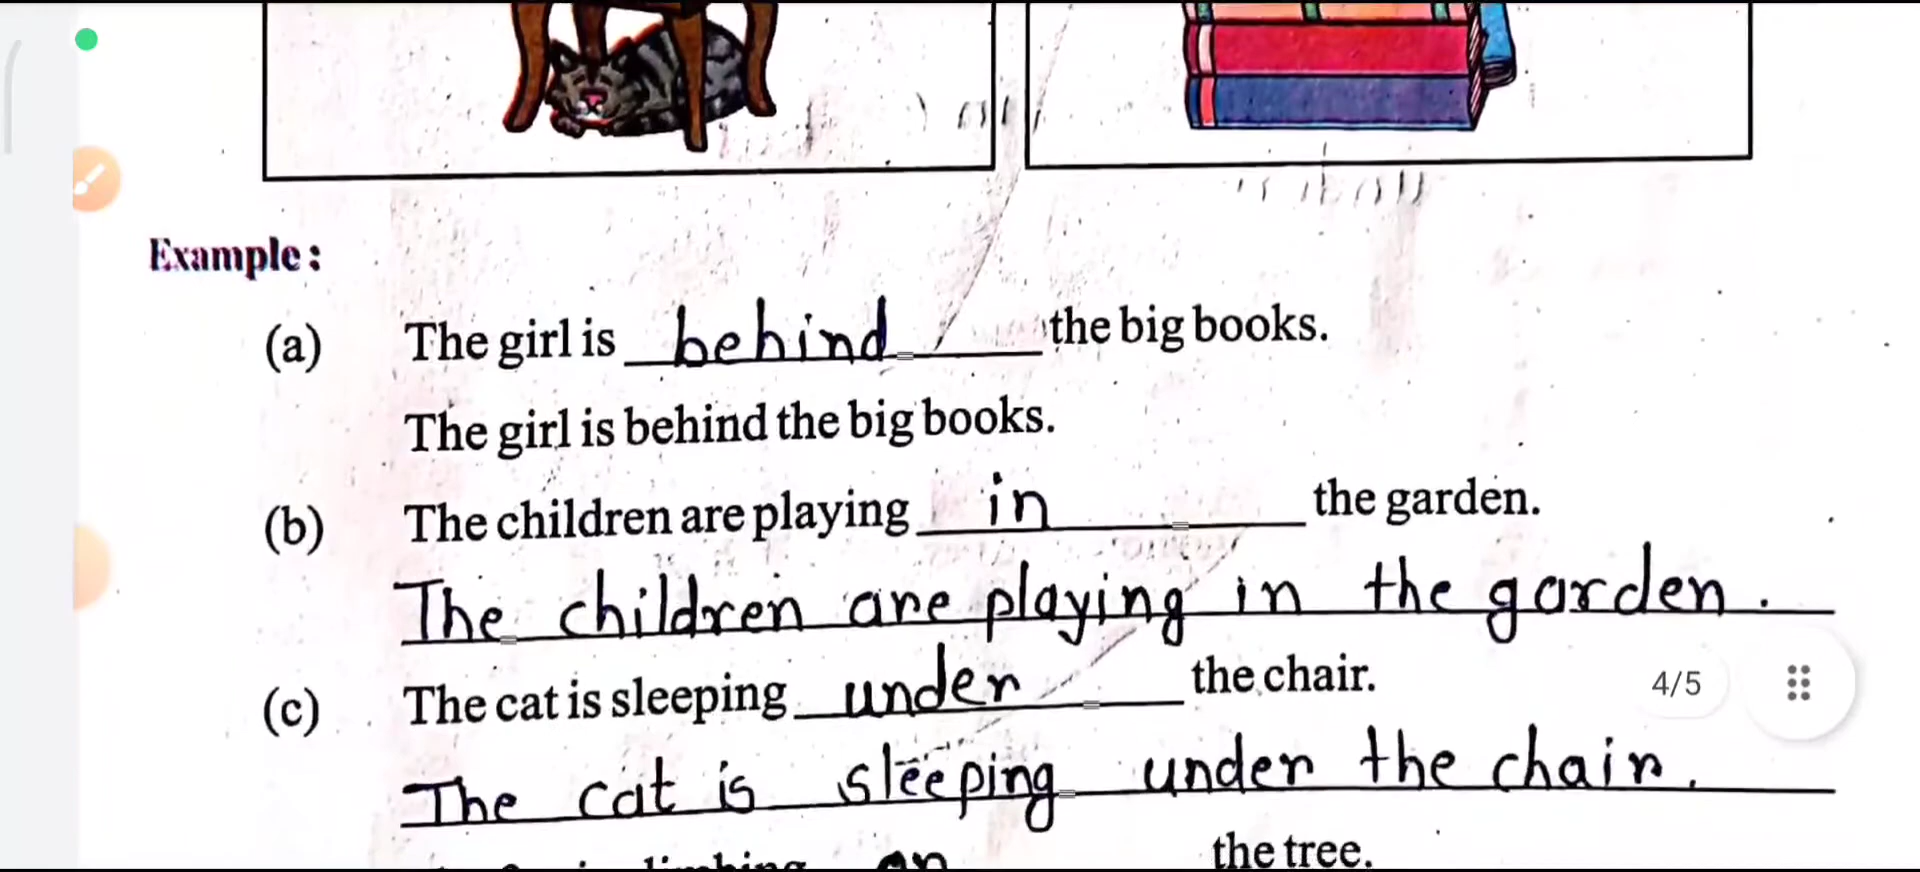 Example:
(a) The girl is behind the big books.
The girl is behind the big books.
(b) The children are playing in the garden.
The children are playing in the garden.
(c) The cat is sleeping under the chair.
The cat is sleeping under the chair.
4/5
the tree.